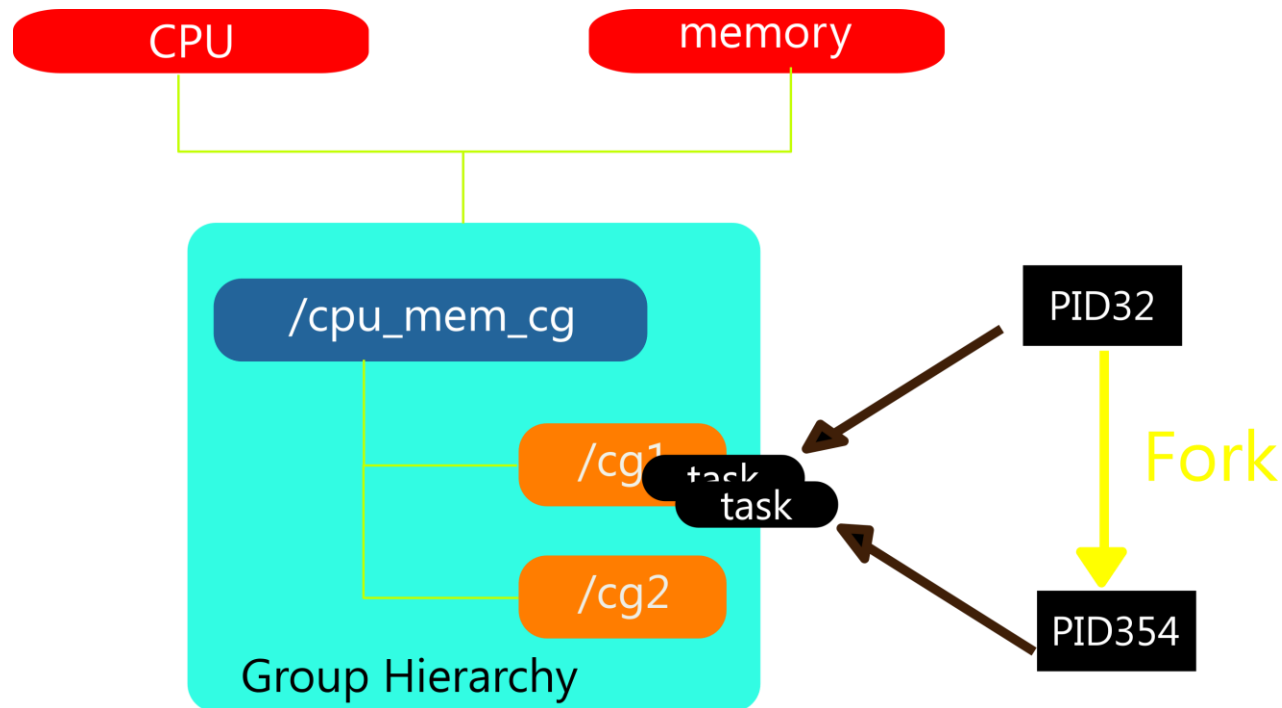 CPU
memory
/cpu_mem_cg
PID32
/cg1
task
task
Fork
/cg2
PID354
Group Hierarchy